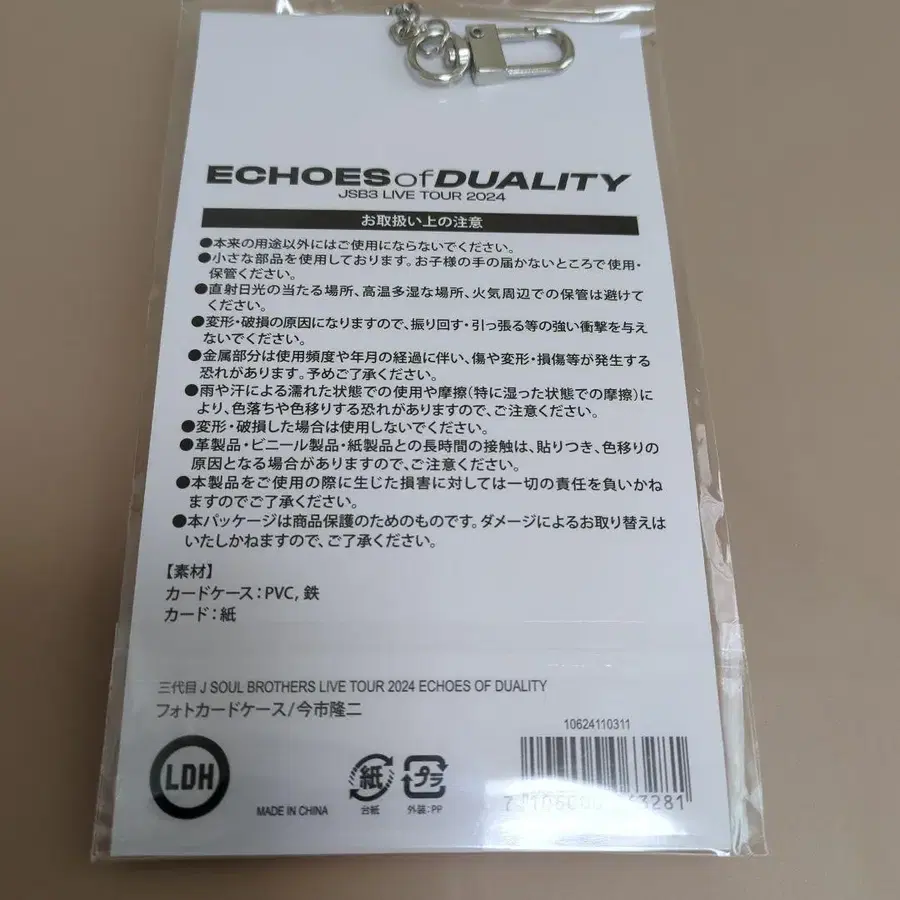 ECHOES of DUALITY
JSB3 LIVE TOUR 2024
お取扱い上の注意
●本来の用途以外にはご使用にならないでください。
●小さな部品を使用しております。お子様の手の届かないところで使用・
保管ください。
●直射日光の当たる場所、高温多湿な場所、火気周辺での保管は避けて
ください。
●変形・破損の原因になりますので、振り回す・引っ張る等の強い衝撃を与え
ないでください。
●金属部分は使用頻度や年月の経過に伴い、傷や変形・損傷等が発生する
恐れがあります。予めご了承ください。
●雨や汗による濡れた状態での使用や摩擦(特に湿った状態での摩擦)に
より、色落ちや色移りする恐れがありますので、ご注意ください。
●変形・破損した場合は使用しないでください。
●革製品・ビニール製品・紙製品との長時間の接触は、貼りつき、色移りの
原因となる場合がありますので、ご注意ください。
●本製品をご使用の際に生じた損害に対しては一切の責任を負いかね
ますのでご了承ください。
●本パッケージは商品保護のためのものです。ダメージによるお取り替えは
いたしかねますので、ご了承ください。
【素材】
カードケース:PVC, 鉄
カード:紙
三代目 J SOUL BROTHERS LIVE TOUR 2024 ECHOES OF DUALITY
フォトカードケース/今市隆二
10624110311
LDH
MADE IN CHINA
紙
台紙
プラ
外装:PP